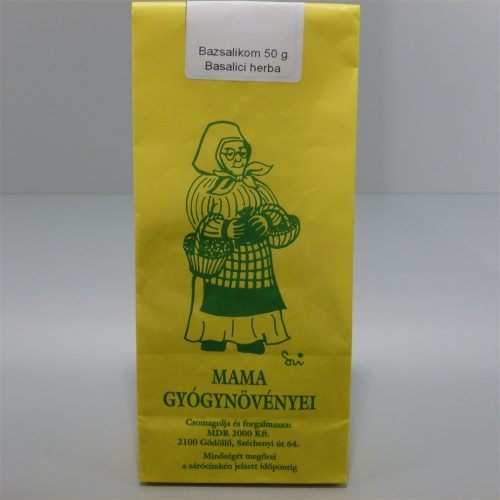 Bazsalikom 50 g
Basalici herba
MAMA
GYÓGYNÖVÉNYEI
Csomagolja és forgalmazza:
MDR 2000 Kft.
2100 Gödöllő, Széchenyi út 64.
Minőségét megőrzi
a zárócímkén jelzett időpontig